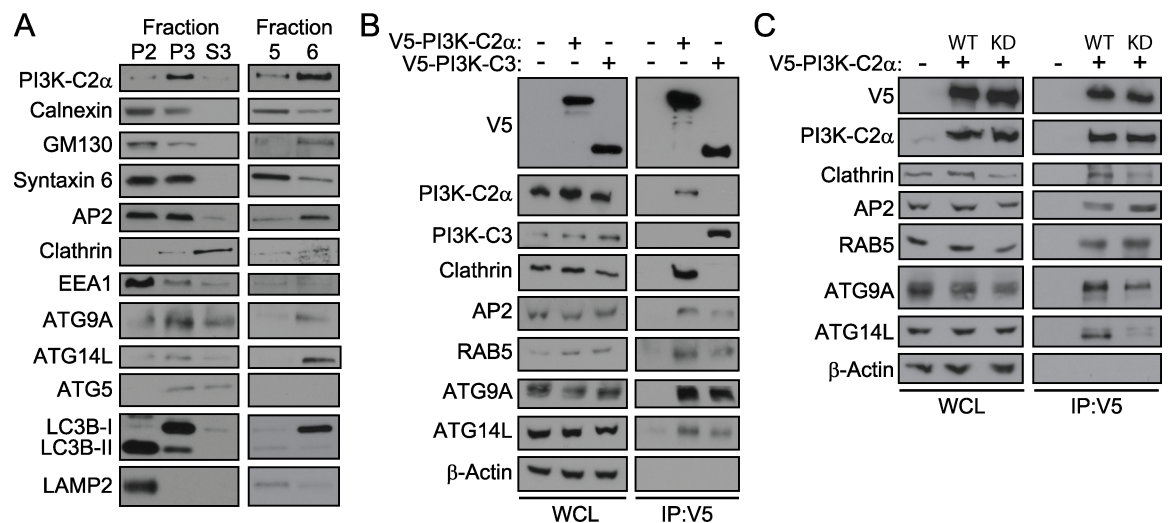 A
Fraction Fraction
P2 P3 S3 5 6
PI3K-C2α
Calnexin
GM130
Syntaxin 6
AP2
Clathrin
EEA1
ATG9A
ATG14L
ATG5
LC3B-I
LC3B-II
LAMP2
B
V5-PI3K-C2α: - + - - + -
V5-PI3K-C3: - - + - - +
V5
PI3K-C2α
PI3K-C3
Clathrin
AP2
RAB5
ATG9A
ATG14L
β-Actin
WCL IP:V5
C
WT KD WT KD
V5-PI3K-C2α: - + + - + +
V5
PI3K-C2α
Clathrin
AP2
RAB5
ATG9A
ATG14L
β-Actin
WCL IP:V5